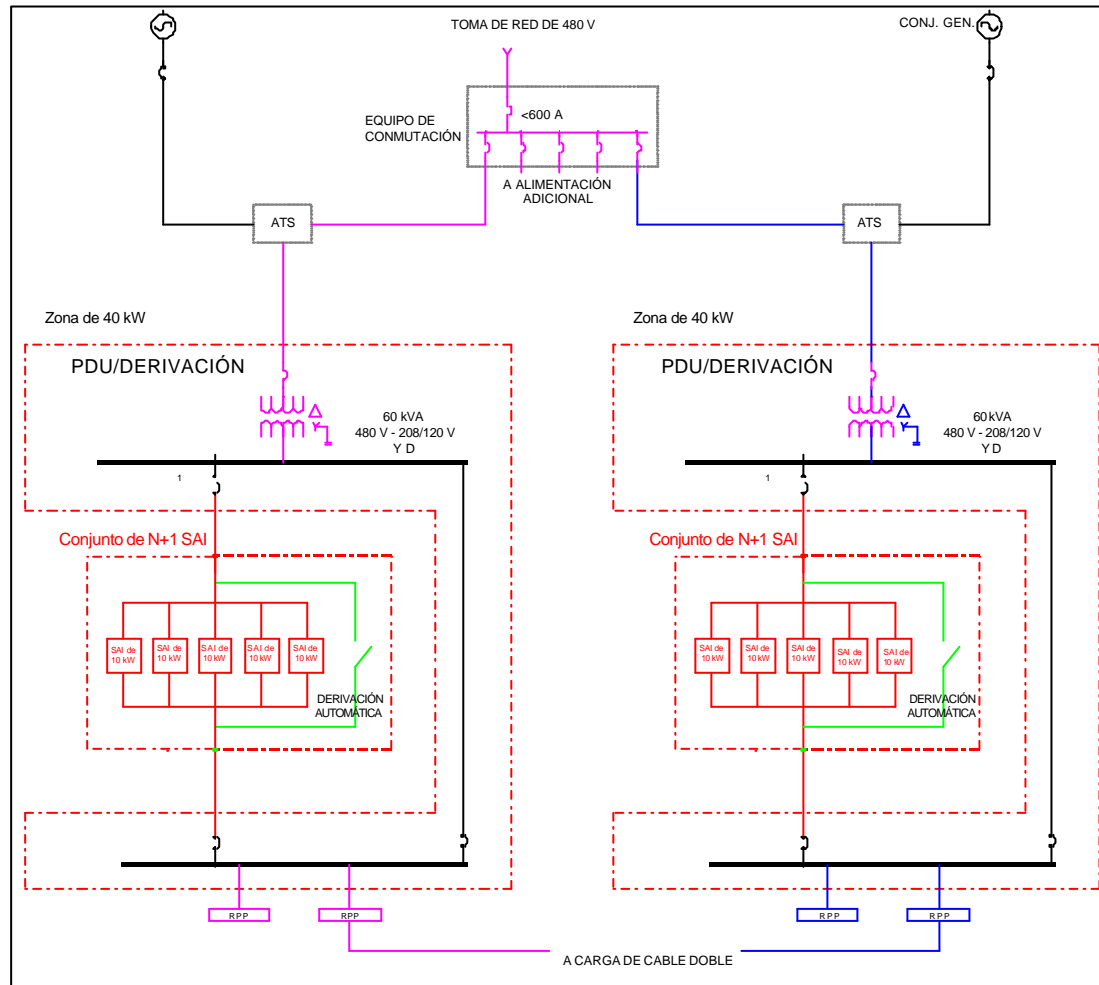 TOMA DE RED DE 480 V
CONJ. GEN.
<600 A
EQUIPO DE
CONMUTACIÓN
A ALIMENTACIÓN
ADICIONAL
ATS
ATS
Zona de 40 kW
Zona de 40 kW
PDU/DERIVACIÓN
PDU/DERIVACIÓN
60 kVA
480 V - 208/120 V
Y D
60 kVA
480 V - 208/120 V
Y D
1
1
Conjunto de N+1 SAI
Conjunto de N+1 SAI
SAI de
10 kW
SAI de
10 kW
SAI de
10 kW
SAI de
10 kW
SAI de
10 kW
SAI de
10 kW
SAI de
10 kW
SAI de
10 kW
SAI de
10 kW
SAI de
10 kW
DERIVACIÓN
AUTOMÁTICA
DERIVACIÓN
AUTOMÁTICA
RPP
RPP
RPP
RPP
A CARGA DE CABLE DOBLE